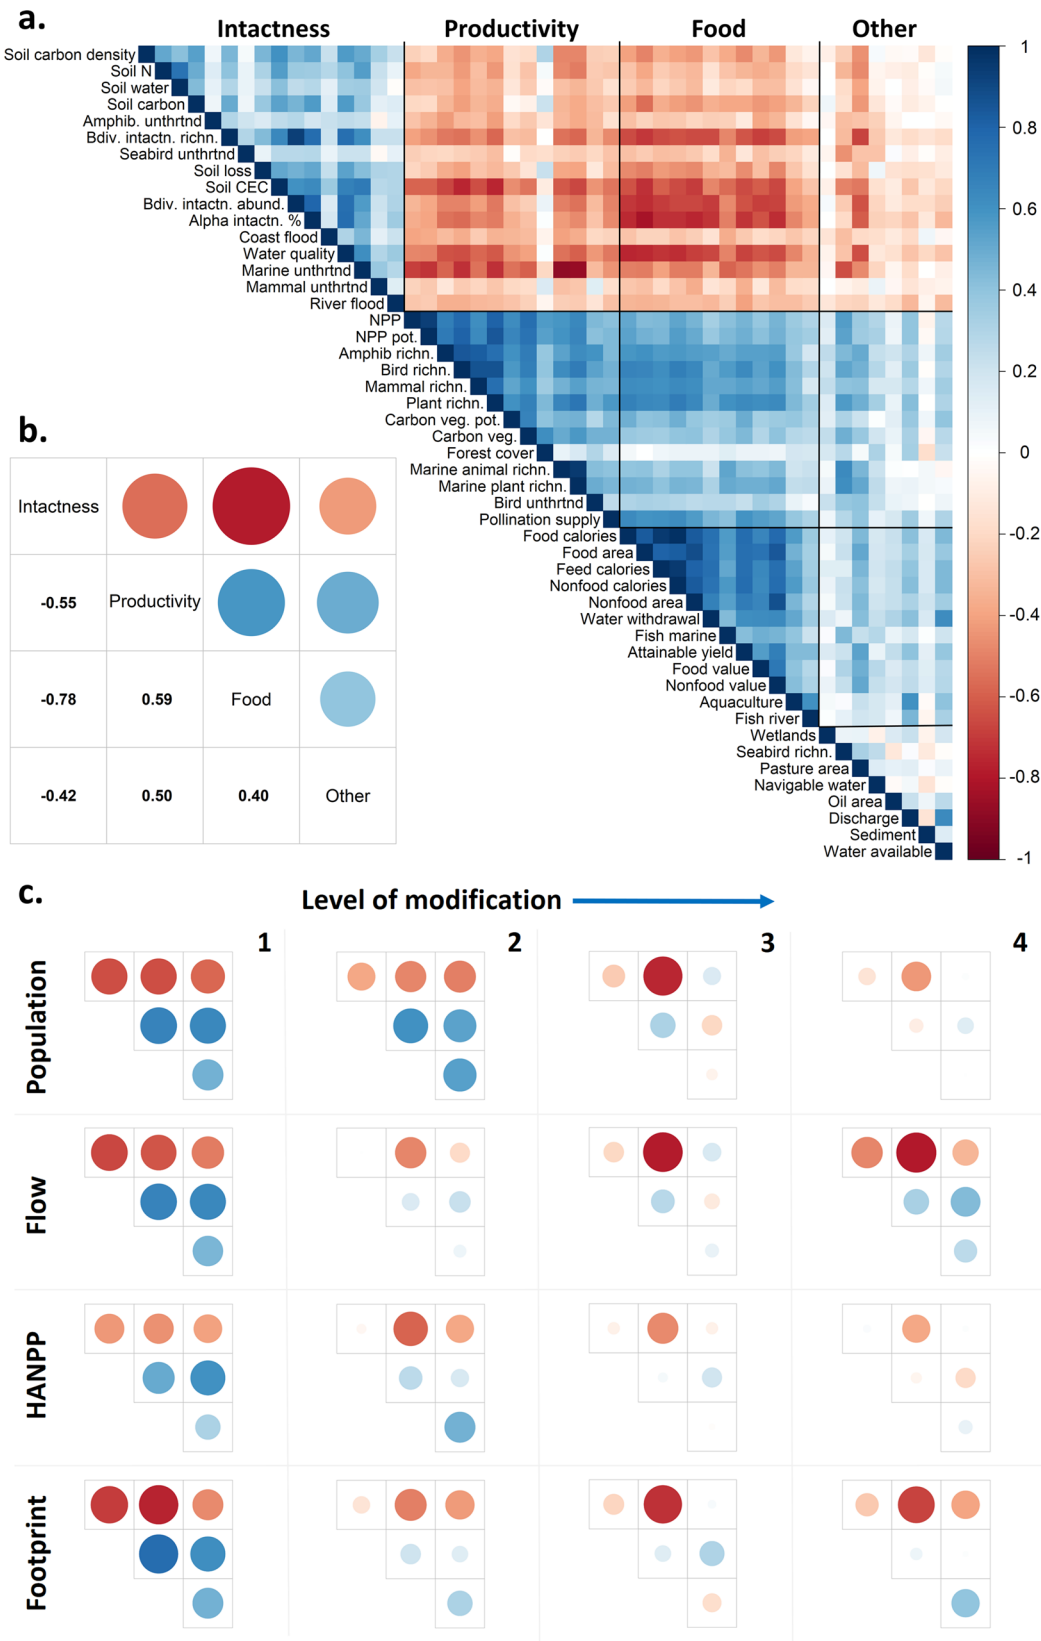 a.
Intactness Productivity Food Other
Soil carbon density
Soil N
Soil water
Soil carbon
Amphib. unthrtnd
Bdiv. intactn. richn.
Seabird unthrtnd
Soil loss
Soil CEC
Bdiv. intactn. abund.
Alpha intactn. %
Coast flood
Water quality
Marine unthrtnd
Mammal unthrtnd
River flood
NPP
NPP pot.
Amphib richn.
Bird richn.
Mammal richn.
Plant richn.
Carbon veg. pot.
Carbon veg.
Forest cover
Marine animal richn.
Marine plant richn.
Bird unthrtnd
Pollination supply
Food calories
Food area
Feed calories
Nonfood calories
Nonfood area
Water withdrawal
Fish marine
Attainable yield
Food value
Nonfood value
Aquaculture
Fish river
Wetlands
Seabird richn.
Pasture area
Navigable water
Oil area
Discharge
Sediment
Water available
1
0.8
0.6
0.4
0.2
0
-0.2
-0.4
-0.6
-0.8
-1
b.
Intactness
-0.55 Productivity
-0.78 0.59 Food
-0.42 0.50 0.40 Other
c.
Level of modification
1 2 3 4
Population
Flow
HANPP
Footprint